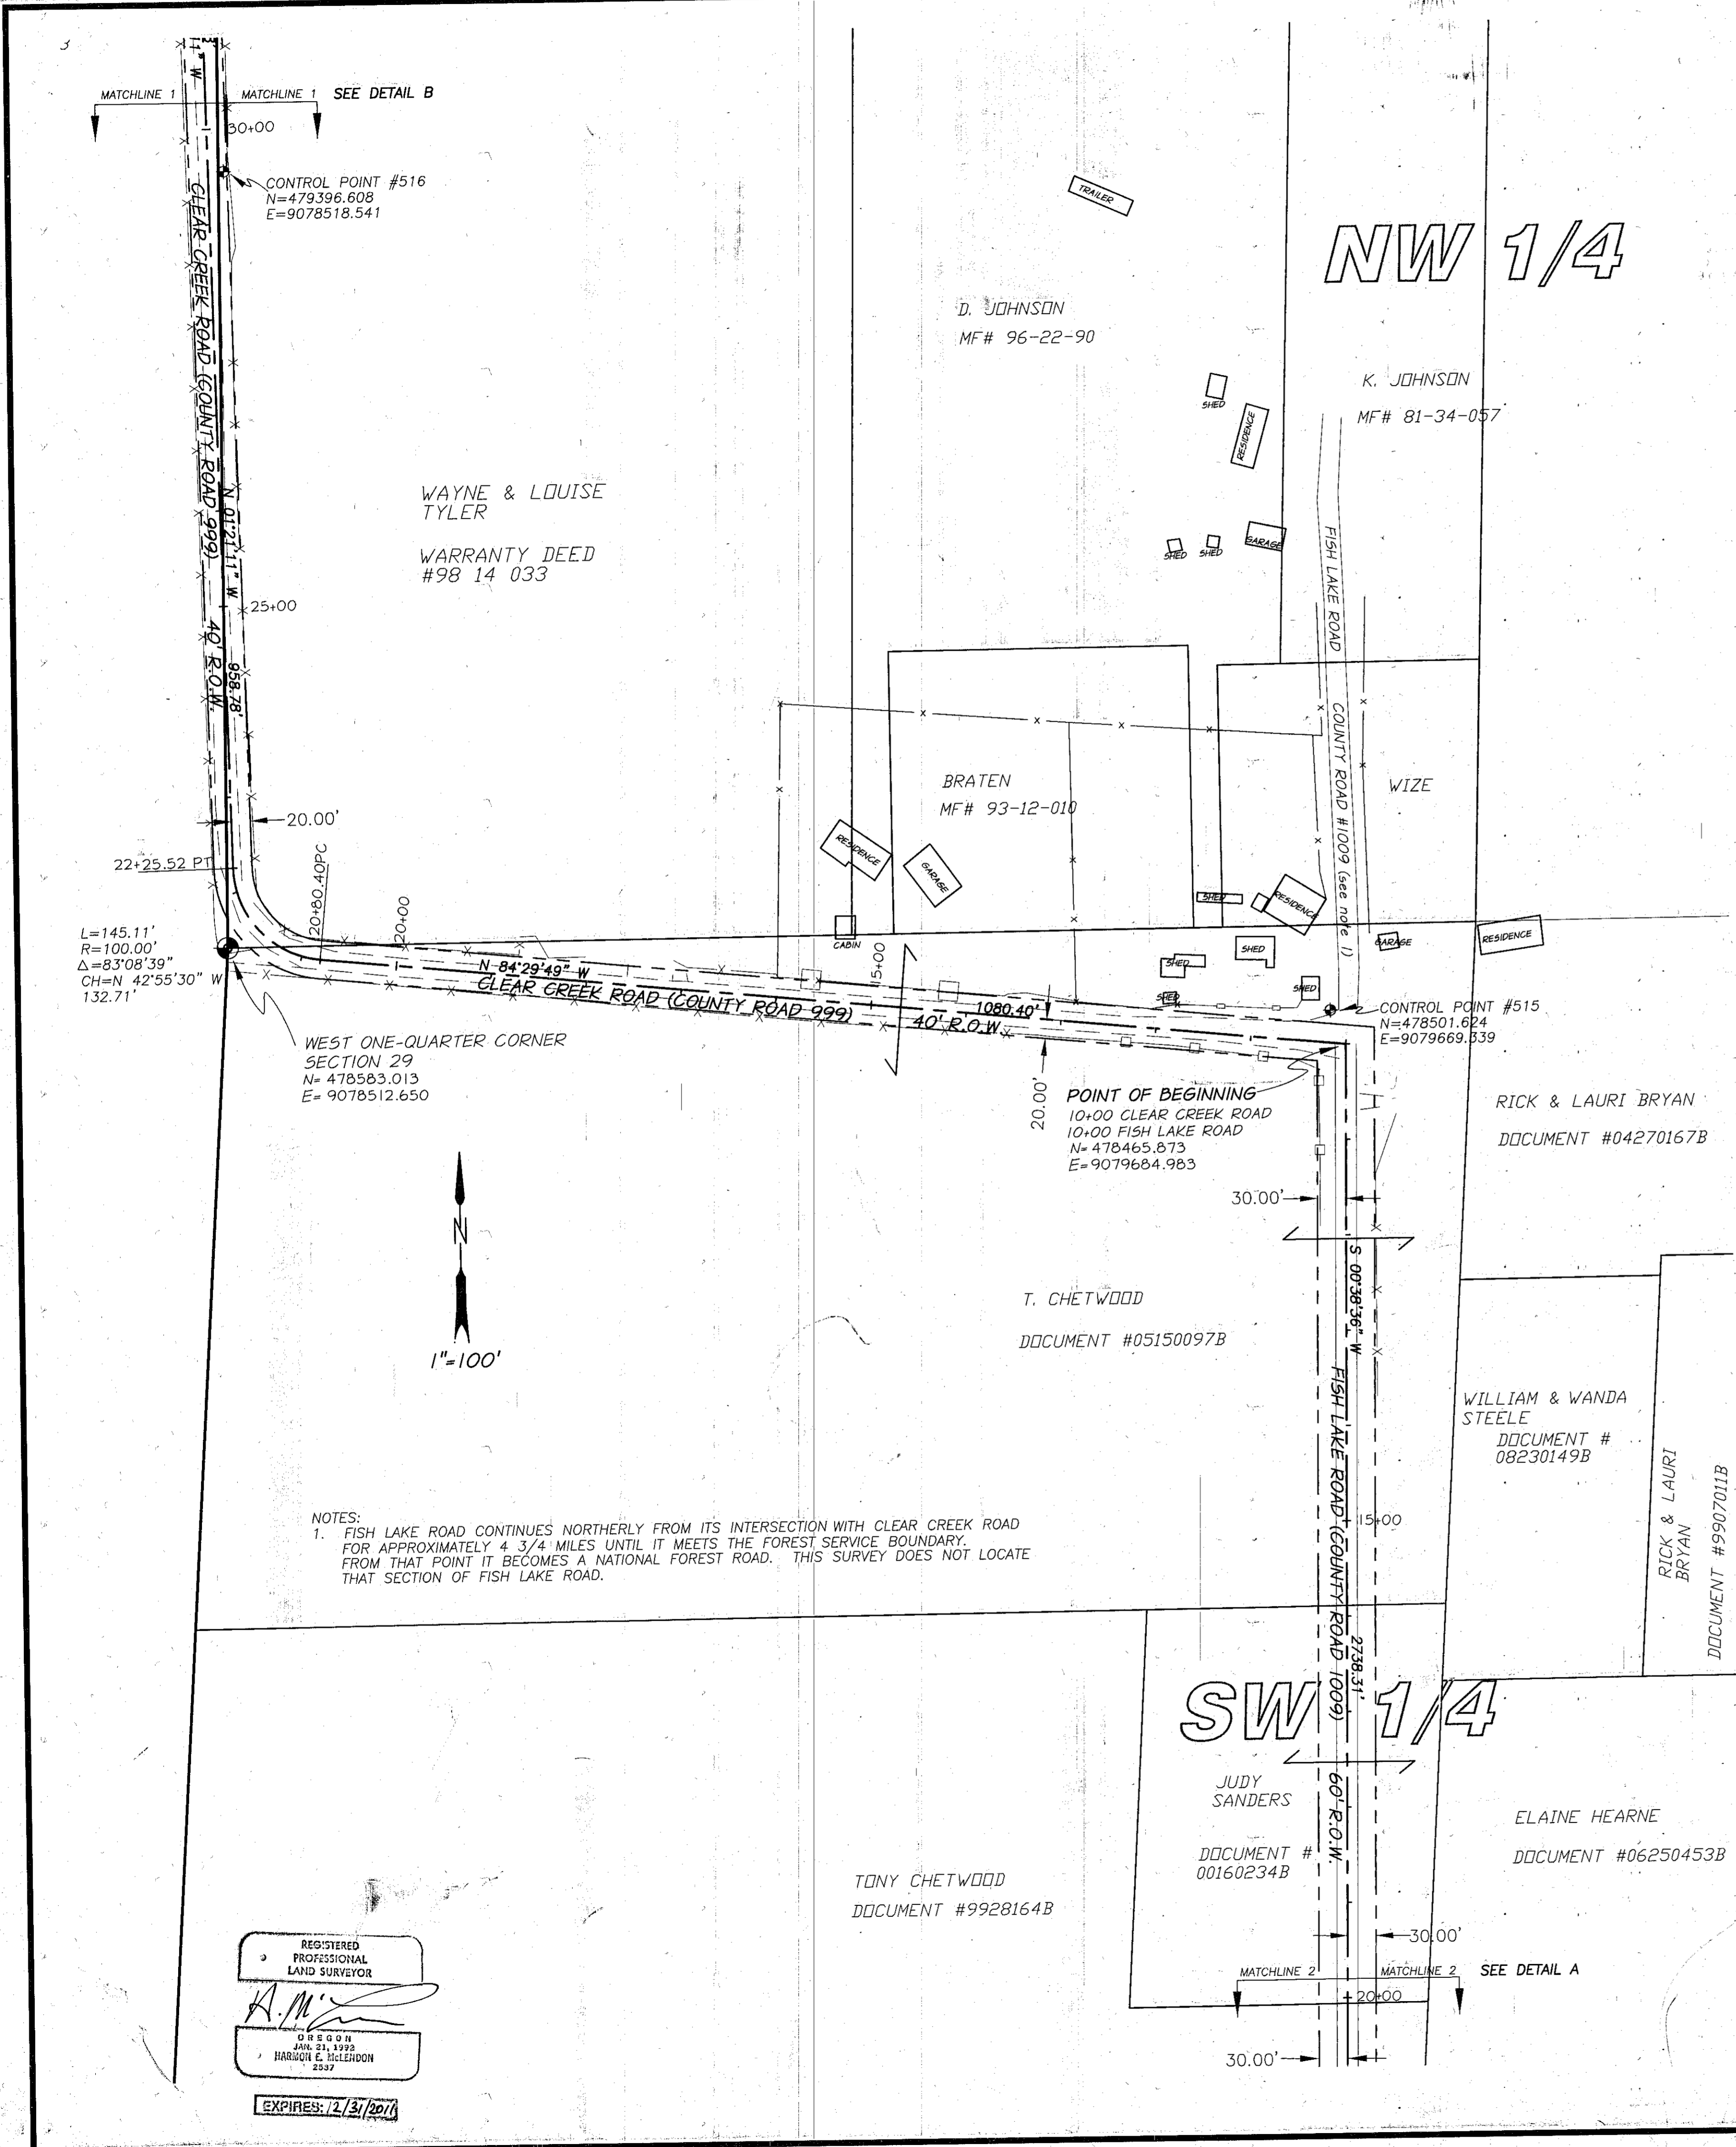 MATCHLINE 1
MATCHLINE 1 SEE DETAIL B
30+00
CONTROL POINT #516
N=479396.608
E=9078518.541
CLEAR CREEK ROAD (COUNTY ROAD 999)
40' R.O.W.
N 01°21'11" W
958.78'
25+00
20.00'
22+25.52 PT
20+80.40PC
20+00
L=145.11'
R=100.00'
Δ=83°08'39"
CH=N 42°55'30" W
132.71'
WEST ONE-QUARTER CORNER
SECTION 29
N= 478583.013
E= 9078512.650
WAYNE & LOUISE
TYLER
WARRANTY DEED
#98 14 033
TRAILER
NW 1/4
D. JOHNSON
MF# 96-22-90
K. JOHNSON
MF# 81-34-057
SHED
RESIDENCE
SHED
SHED
GARAGE
FISH LAKE ROAD
COUNTY ROAD #1009 (see note 1)
BRATEN
MF# 93-12-010
WIZE
RESIDENCE
GARAGE
CABIN
SHED
RESIDENCE
SHED
SHED
SHED
SHED
GARAGE
RESIDENCE
N 84°29'49" W
CLEAR CREEK ROAD (COUNTY ROAD 999)
15+00
1080.40'
40' R.O.W.
20.00'
CONTROL POINT #515
N=478501.624
E=9079669.339
POINT OF BEGINNING
10+00 CLEAR CREEK ROAD
10+00 FISH LAKE ROAD
N=478465.873
E=9079684.983
30.00'
RICK & LAURI BRYAN
DOCUMENT #04270167B
N
1"=100'
T. CHETWOOD
DOCUMENT #05150097B
S 00°38'36" W
FISH LAKE ROAD (COUNTY ROAD 1009)
60' R.O.W.
15+00
2738.31'
WILLIAM & WANDA
STEELE
DOCUMENT #
08230149B
RICK & LAURI
BRYAN
DOCUMENT #9907011B
NOTES:
1. FISH LAKE ROAD CONTINUES NORTHERLY FROM ITS INTERSECTION WITH CLEAR CREEK ROAD
FOR APPROXIMATELY 4 3/4 MILES UNTIL IT MEETS THE FOREST SERVICE BOUNDARY.
FROM THAT POINT IT BECOMES A NATIONAL FOREST ROAD. THIS SURVEY DOES NOT LOCATE
THAT SECTION OF FISH LAKE ROAD.
SW 1/4
JUDY
SANDERS
DOCUMENT #
00160234B
ELAINE HEARNE
DOCUMENT #06250453B
TONY CHETWOOD
DOCUMENT #9928164B
30.00'
MATCHLINE 2
MATCHLINE 2 SEE DETAIL A
20+00
30.00'
REGISTERED
PROFESSIONAL
LAND SURVEYOR
OREGON
JAN. 21, 1992
HARMON E. McLENDON
2537
EXPIRES: 12/31/2011